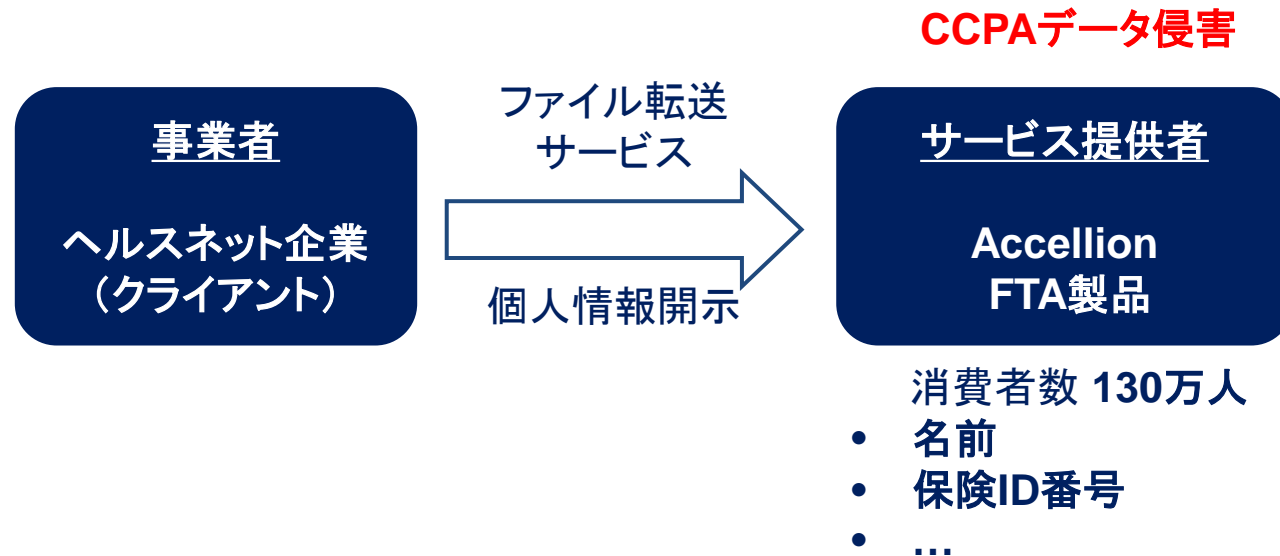 CCPAデータ侵害
事業者
ヘルスネット企業
（クライアント）
ファイル転送
サービス
個人情報開示
サービス提供者
Accellion
FTA製品
消費者数 130万人
• 名前
• 保険ID番号
• …